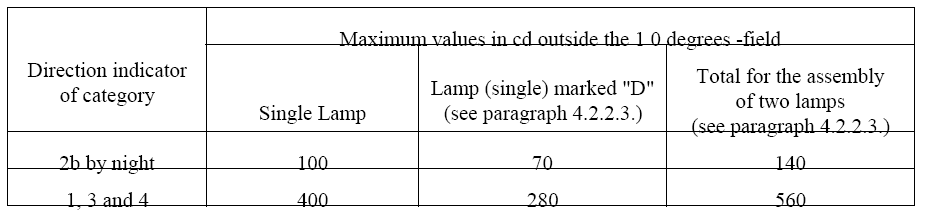 Maximum values in cd outside the 1 0 degrees -field
Direction indicator
of category
Single Lamp
Lamp (single) marked "D"
(see paragraph 4.2.2.3.)
Total for the assembly
of two lamps
(see paragraph 4.2.2.3.)
2b by night 100 70 140
1, 3 and 4 400 280 560